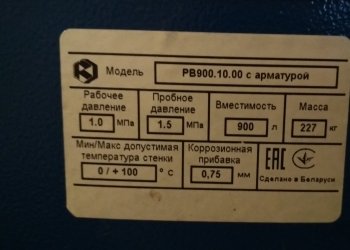 Модель РВ900.10.00 с арматурой
Рабочее давление Пробное давление Вместимость Масса
1.0 МПа 1.5 МПа 900 л 227 кг
Мин/Макс допустимая температура стенки Коррозионная прибавка EAC
0 / + 100 ° С 0,75 мм Сделано в Беларуси